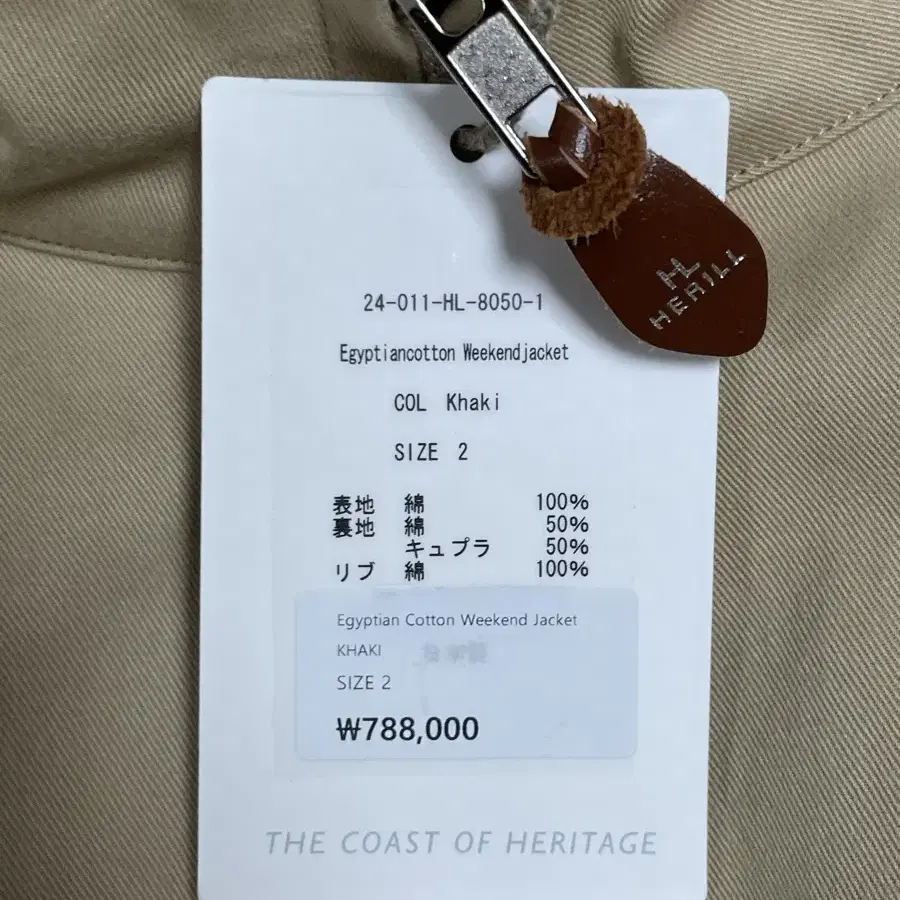 HL
HERILL
24-011-HL-8050-1
Egyptiancotton Weekendjacket
COL Khaki
SIZE 2
表地 綿 100%
裏地 綿 50%
キュプラ 50%
リブ 綿 100%
Egyptian Cotton Weekend Jacket
KHAKI
SIZE 2
₩788,000
THE COAST OF HERITAGE